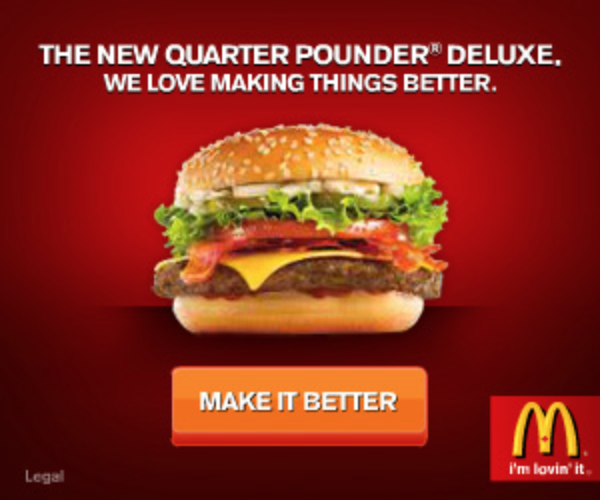 THE NEW QUARTER POUNDER® DELUXE.
WE LOVE MAKING THINGS BETTER.
MAKE IT BETTER
i'm lovin' it
Legal